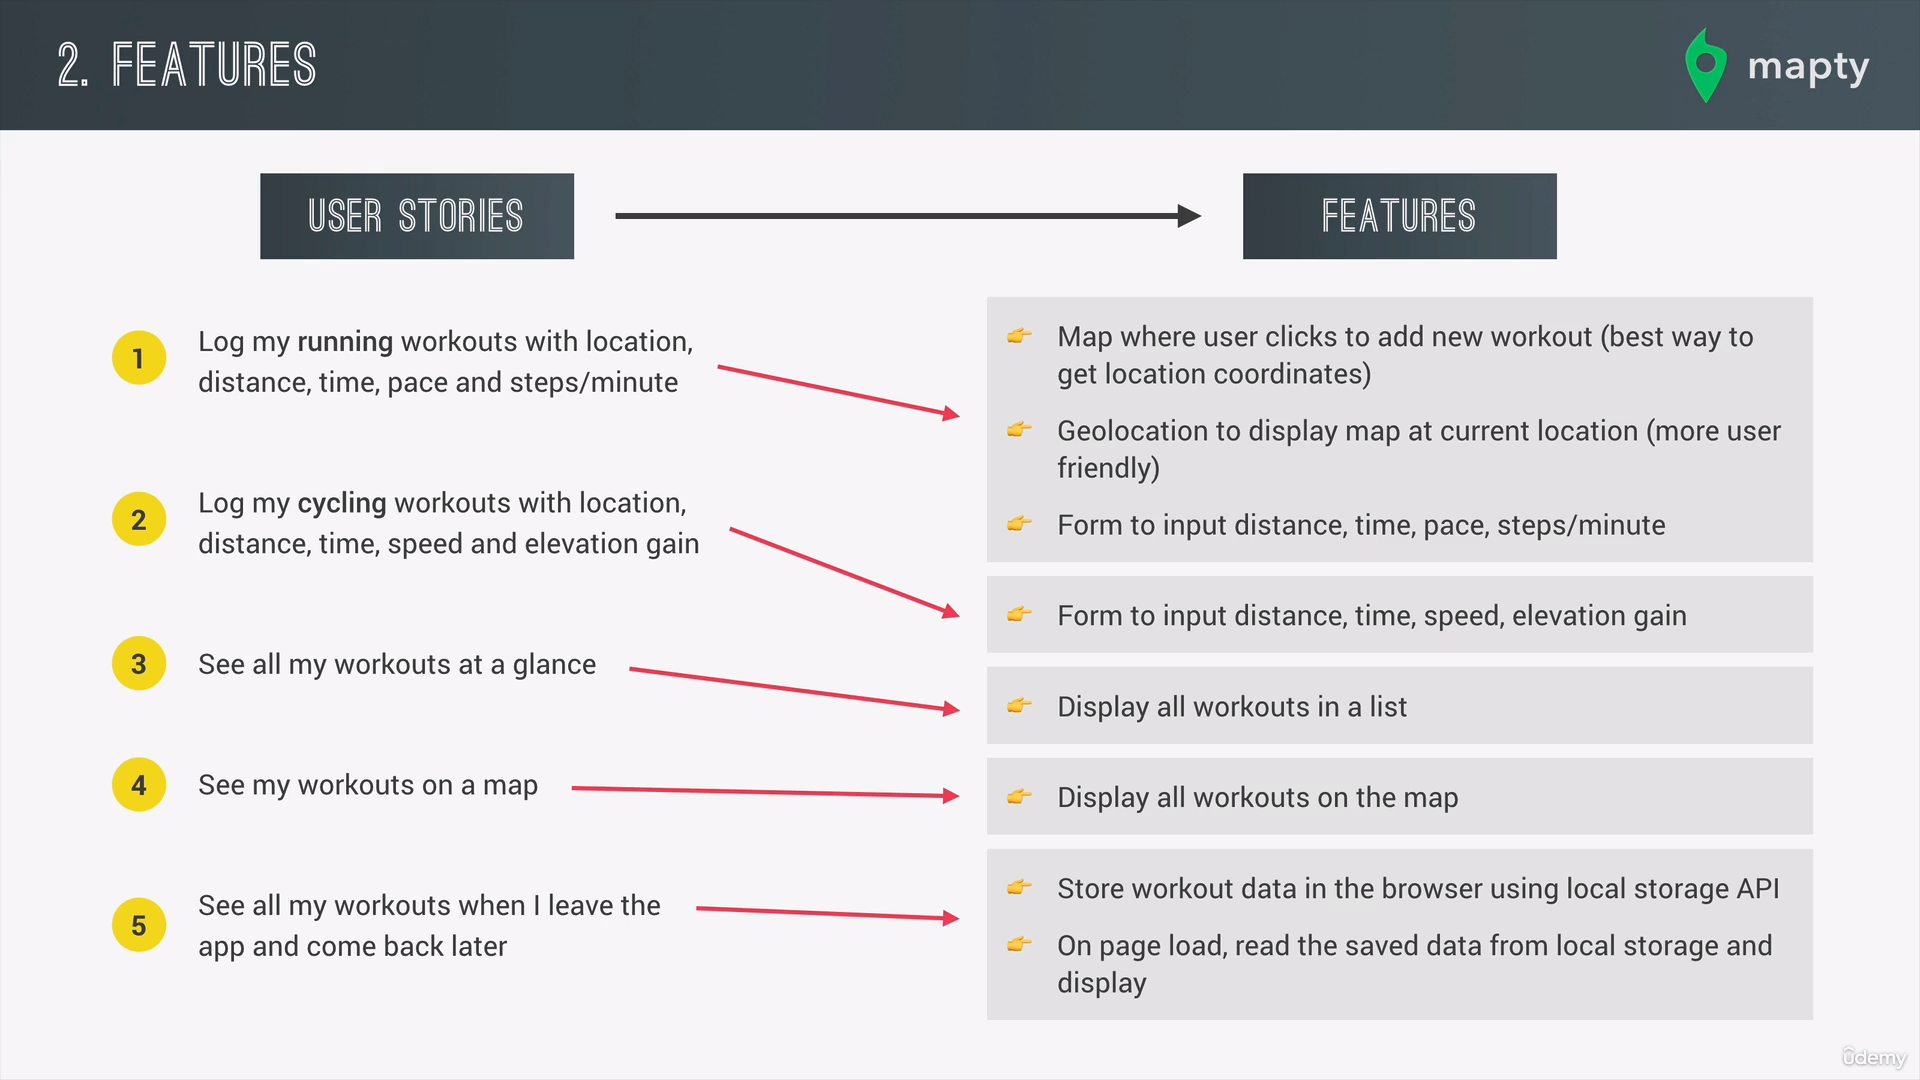 2. FEATURES
mapty
USER STORIES
FEATURES
1
Log my running workouts with location,
distance, time, pace and steps/minute
2
Log my cycling workouts with location,
distance, time, speed and elevation gain
3
See all my workouts at a glance
4
See my workouts on a map
5
See all my workouts when I leave the
app and come back later
Map where user clicks to add new workout (best way to
get location coordinates)
Geolocation to display map at current location (more user
friendly)
Form to input distance, time, pace, steps/minute
Form to input distance, time, speed, elevation gain
Display all workouts in a list
Display all workouts on the map
Store workout data in the browser using local storage API
On page load, read the saved data from local storage and
display
ûdemy